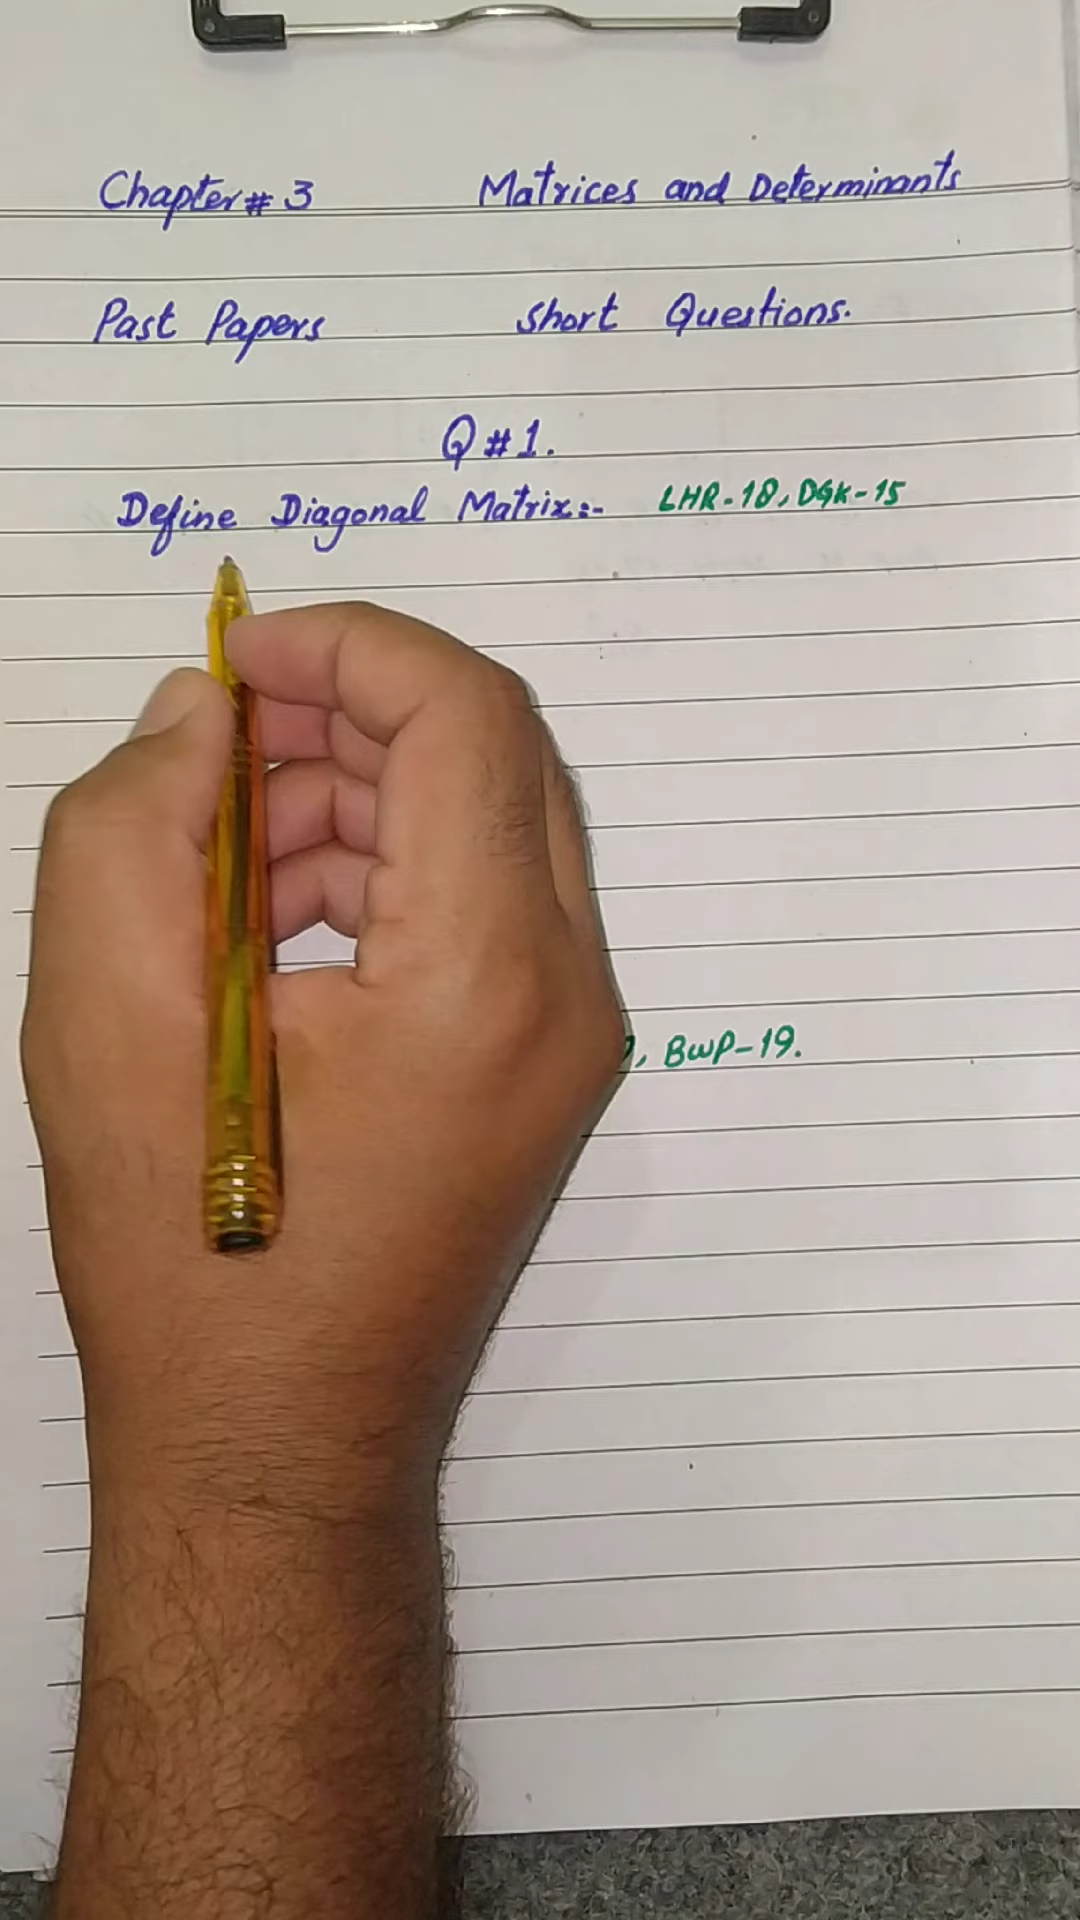 Chapter# 3 Matrices and Determinants
Past Papers Short Questions.
Q#1.
Define Diagonal Matrix:- LHR-18, DGK-15
, BWP-19.